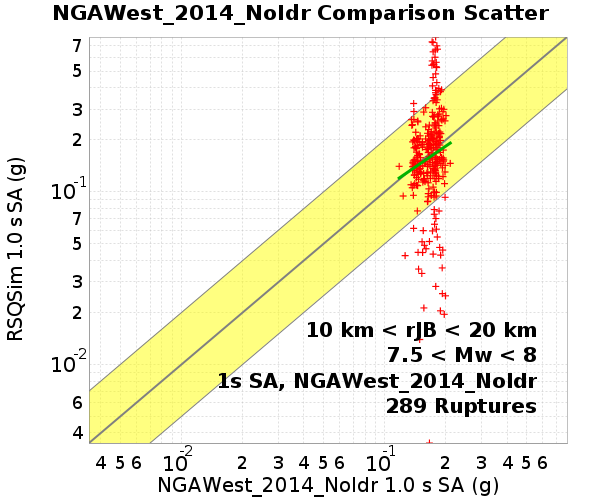 NGAWest_2014_NoIdr Comparison Scatter
RSQSim 1.0 s SA (g)
7
5
3
2
10-1
7
5
3
2
10-2
6
4
10 km < rJB < 20 km
7.5 < Mw < 8
1s SA, NGAWest_2014_NoIdr
289 Ruptures
4 5 6 10-2 2 3 4 5 6 10-1 2 3 4 5 6
NGAWest_2014_NoIdr 1.0 s SA (g)